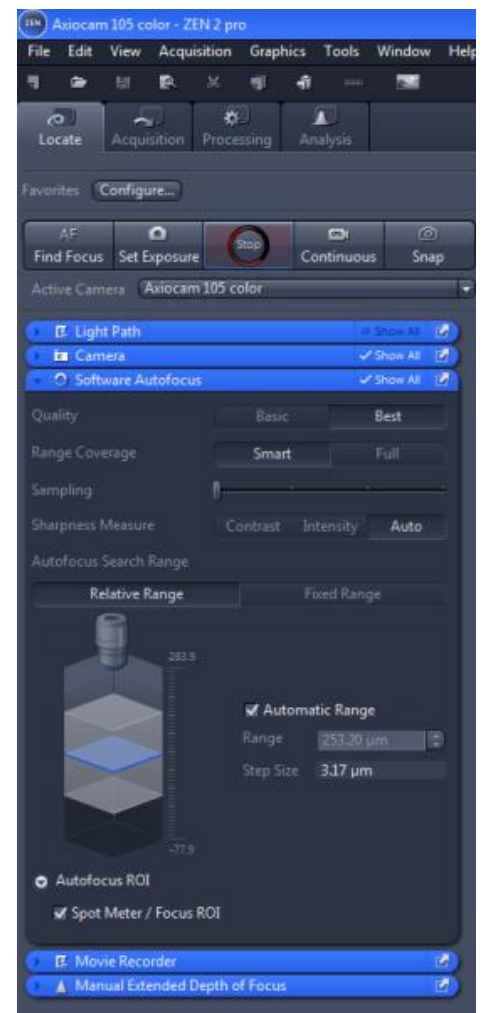 ZEN Axiocam 105 color - ZEN 2 pro
File Edit View Acquisition Graphics Tools Window Help
Locate Acquisition Processing Analysis
Favorites Configure...
AF
Find Focus Set Exposure Stop Continuous Snap
Active Camera Axiocam 105 color
Light Path Show All
Camera Show All
Software Autofocus Show All
Quality Basic Best
Range Coverage Smart Full
Sampling
Sharpness Measure Contrast Intensity Auto
Autofocus Search Range
Relative Range Fixed Range
283.9
Automatic Range
Range 253.20 µm
Step Size 3.17 µm
-77.9
Autofocus ROI
Spot Meter / Focus ROI
Movie Recorder
Manual Extended Depth of Focus